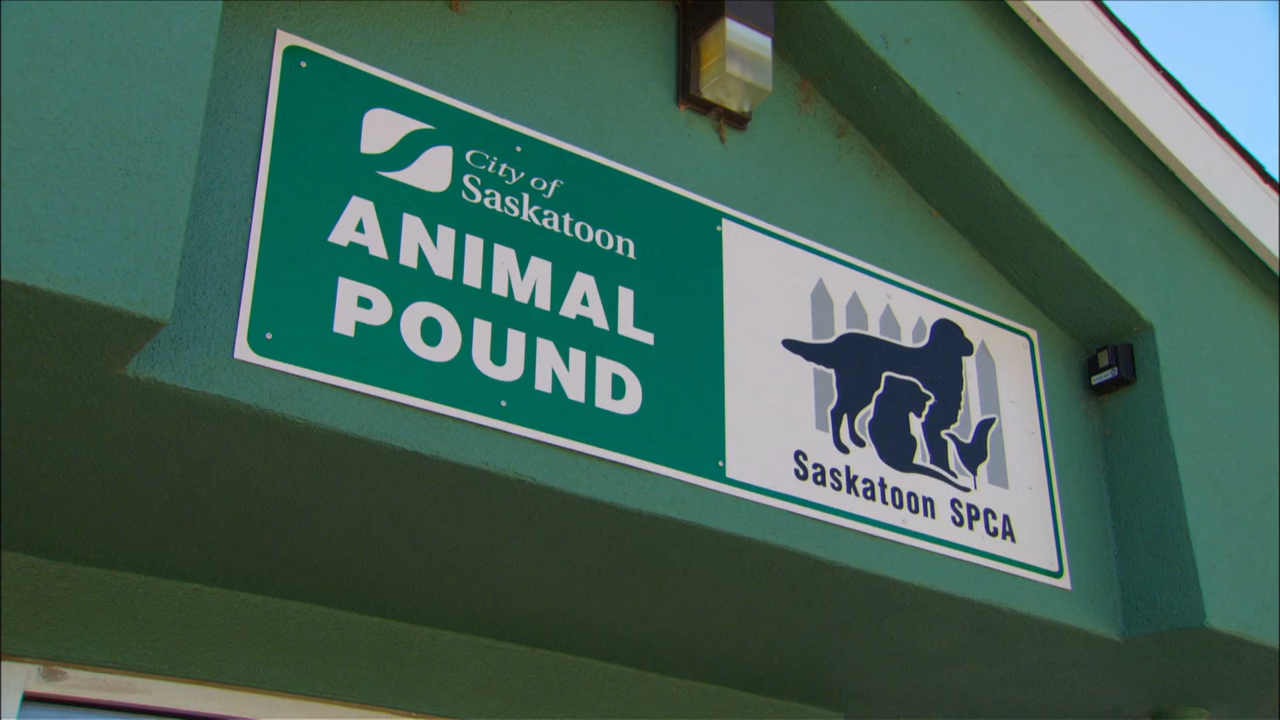 City of
Saskatoon
ANIMAL
POUND
Saskatoon SPCA